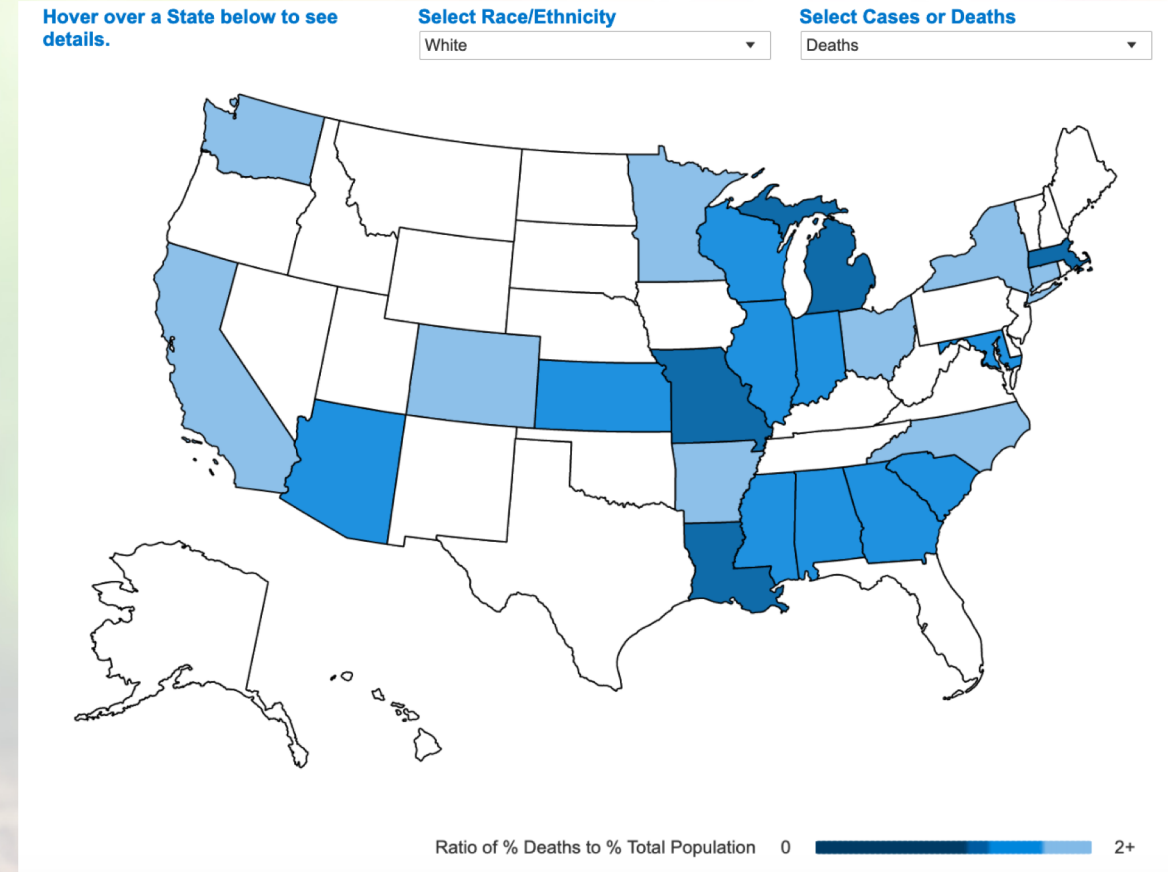 Hover over a State below to see
details.
Select Race/Ethnicity
White
Select Cases or Deaths
Deaths
Ratio of % Deaths to % Total Population 0 2+